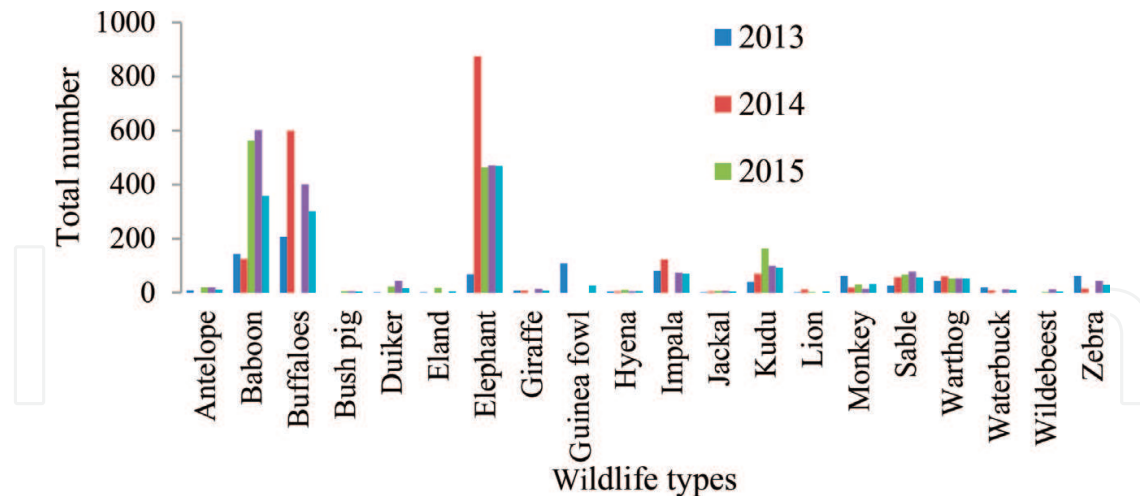 1000
800
600
400
200
0
Total number
2013
2014
2015
Antelope
Baboon
Buffaloes
Bush pig
Duiker
Eland
Elephant
Giraffe
Guinea fowl
Hyena
Impala
Jackal
Kudu
Lion
Monkey
Sable
Warthog
Waterbuck
Wildebeest
Zebra
Wildlife types